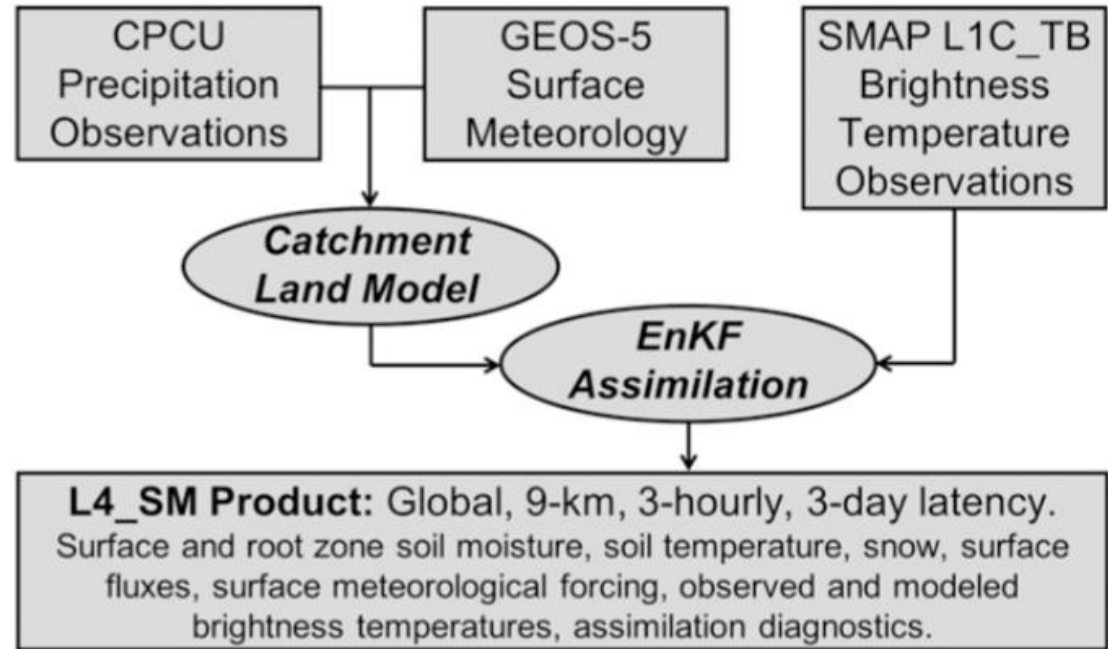 CPCU
Precipitation
Observations
GEOS-5
Surface
Meteorology
SMAP L1C_TB
Brightness
Temperature
Observations
Catchment
Land Model
EnKF
Assimilation
L4_SM Product: Global, 9-km, 3-hourly, 3-day latency.
Surface and root zone soil moisture, soil temperature, snow, surface
fluxes, surface meteorological forcing, observed and modeled
brightness temperatures, assimilation diagnostics.